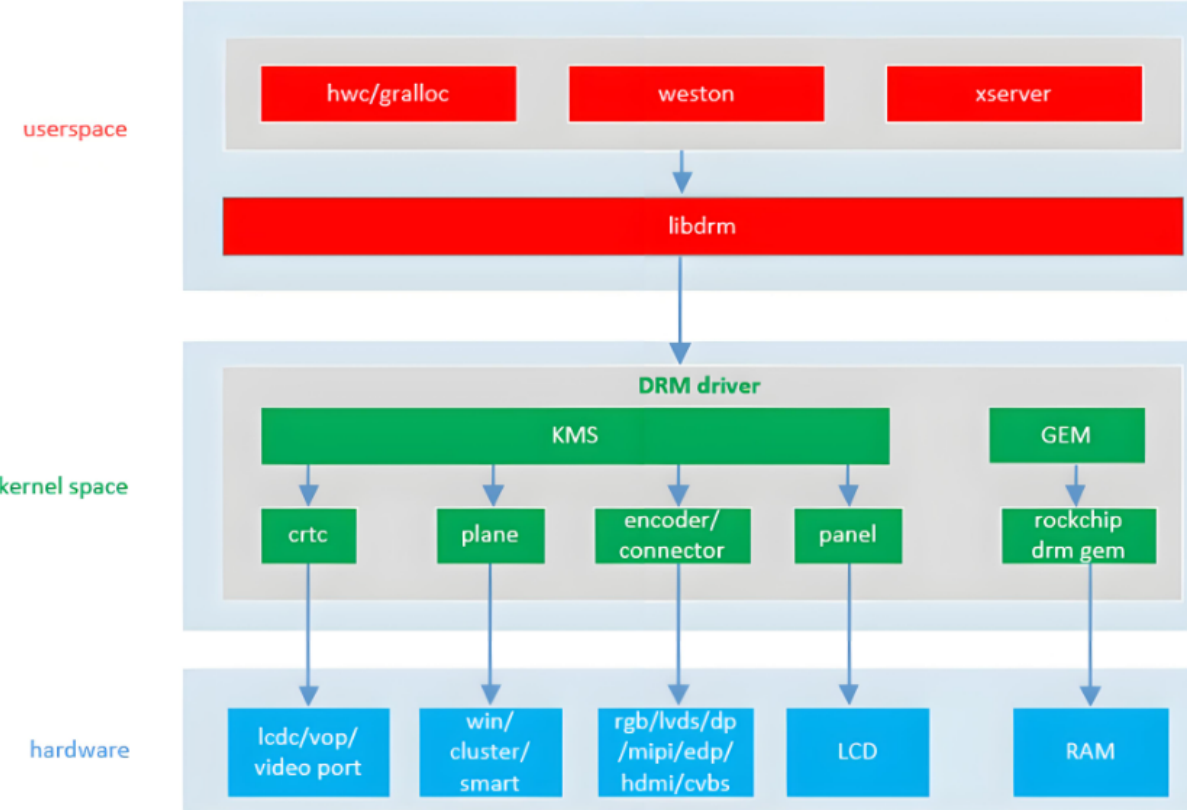 hwc/gralloc
weston
xserver
userspace
libdrm
DRM driver
KMS
GEM
kernel space
crtc
plane
encoder/
connector
panel
rockchip
drm gem
hardware
lcdc/vop/
video port
win/
cluster/
smart
rgb/lvds/dp
/mipi/edp/
hdmi/cvbs
LCD
RAM